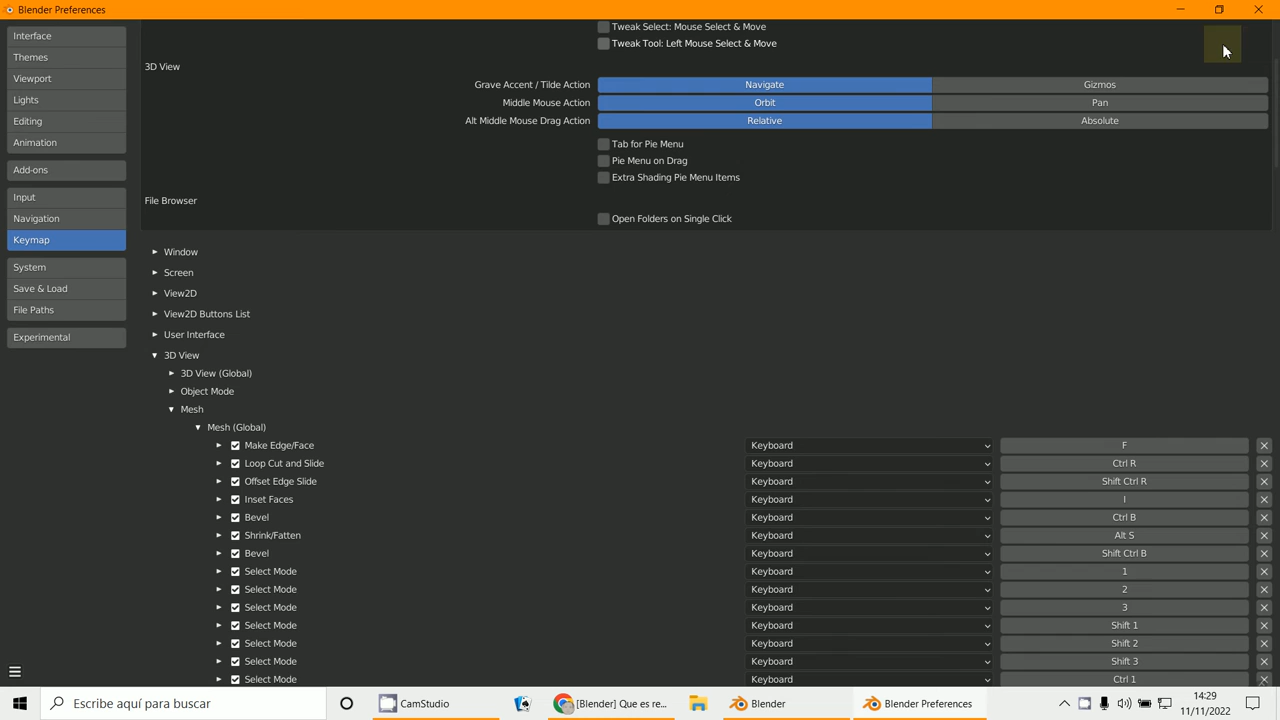 Blender Preferences
Interface
Themes
Viewport
Lights
Editing
Animation
Add-ons
Input
Navigation
Keymap
System
Save & Load
File Paths
Experimental
Tweak Select: Mouse Select & Move
Tweak Tool: Left Mouse Select & Move
3D View
Grave Accent / Tilde Action Navigate Gizmos
Middle Mouse Action Orbit Pan
Alt Middle Mouse Drag Action Relative Absolute
Tab for Pie Menu
Pie Menu on Drag
Extra Shading Pie Menu Items
File Browser
Open Folders on Single Click
Window
Screen
View2D
View2D Buttons List
User Interface
3D View
3D View (Global)
Object Mode
Mesh
Mesh (Global)
Make Edge/Face Keyboard F
Loop Cut and Slide Keyboard Ctrl R
Offset Edge Slide Keyboard Shift Ctrl R
Inset Faces Keyboard I
Bevel Keyboard Ctrl B
Shrink/Fatten Keyboard Alt S
Bevel Keyboard Shift Ctrl B
Select Mode Keyboard 1
Select Mode Keyboard 2
Select Mode Keyboard 3
Select Mode Keyboard Shift 1
Select Mode Keyboard Shift 2
Select Mode Keyboard Shift 3
Select Mode Keyboard Ctrl 1
Escribe aquí para buscar CamStudio [Blender] Que es re... Blender Blender Preferences 14:29
11/11/2022